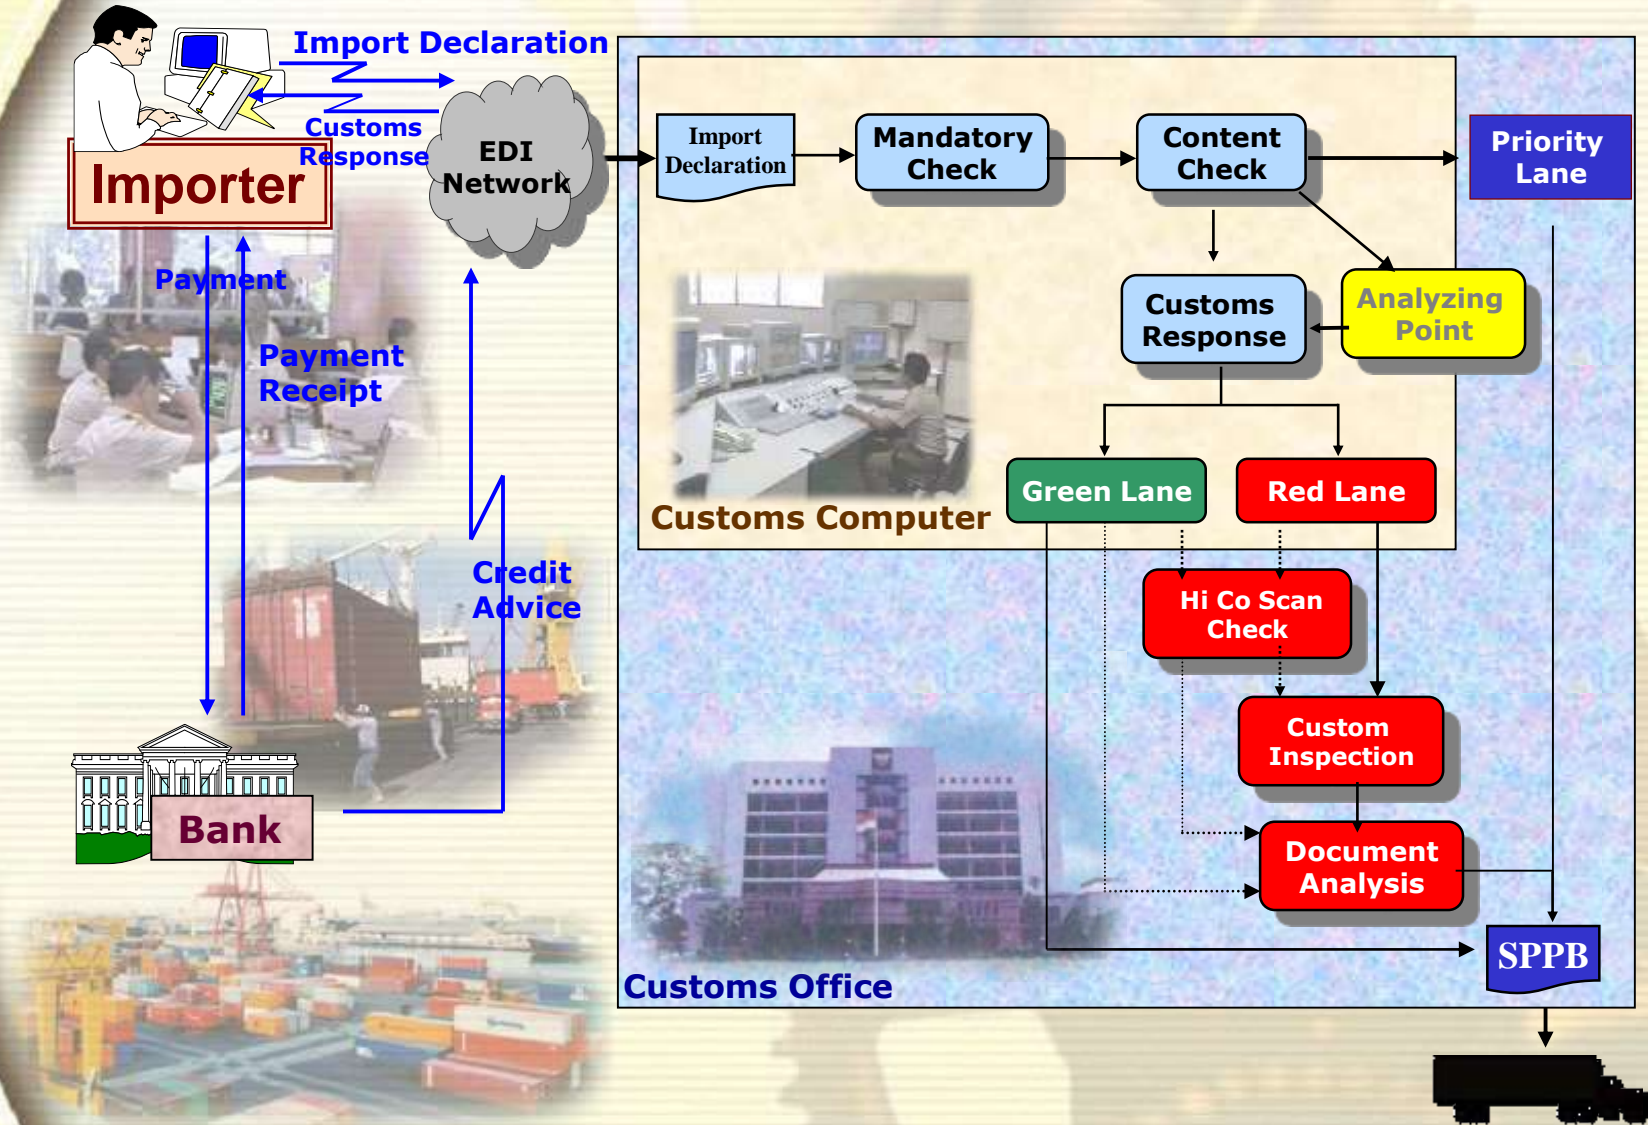 Import Declaration
Customs
Response
EDI
Network
Importer
Payment
Payment
Receipt
Credit
Advice
Bank
Import
Declaration
Mandatory
Check
Content
Check
Priority
Lane
Customs
Response
Analyzing
Point
Green Lane
Red Lane
Customs Computer
Hi Co Scan
Check
Custom
Inspection
Document
Analysis
SPPB
Customs Office